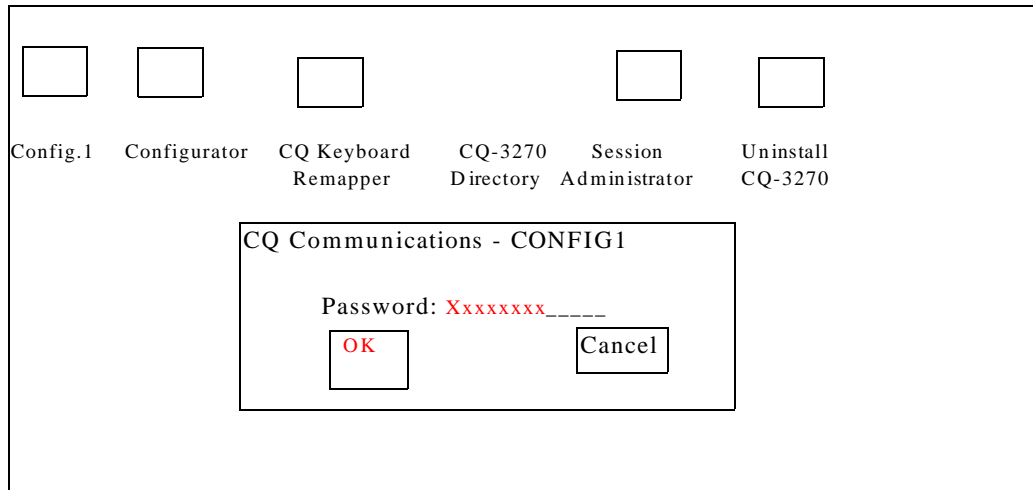 Config.1 Configurator CQ Keyboard CQ-3270 Session Uninstall
Remapper Directory Administrator CQ-3270
CQ Communications - CONFIG1
Password: Xxxxxxxx_____
OK Cancel